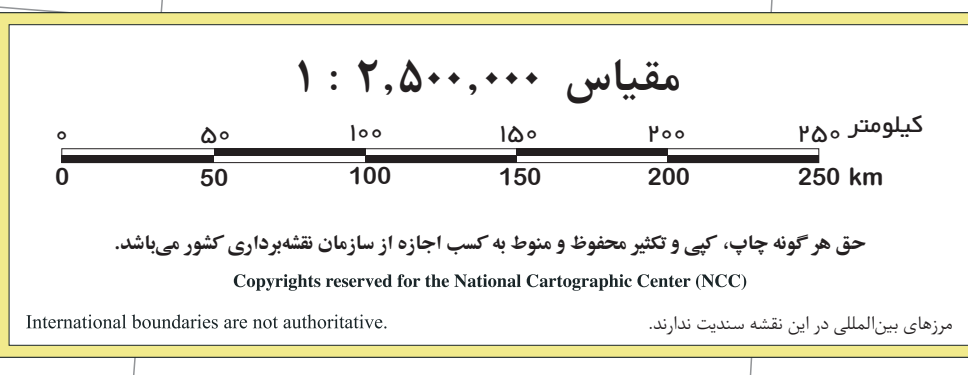 مقیاس ۱ : ۲,۵۰۰,۰۰۰
۰ ۵۰ ۱۰۰ ۱۵۰ ۲۰۰ ۲۵۰ کیلومتر
0 50 100 150 200 250 km
حق هر گونه چاپ، کپی و تکثیر محفوظ و منوط به کسب اجازه از سازمان نقشه‌برداری کشور می‌باشد.
Copyrights reserved for the National Cartographic Center (NCC)
International boundaries are not authoritative. مرزهای بین‌المللی در این نقشه سندیت ندارند.